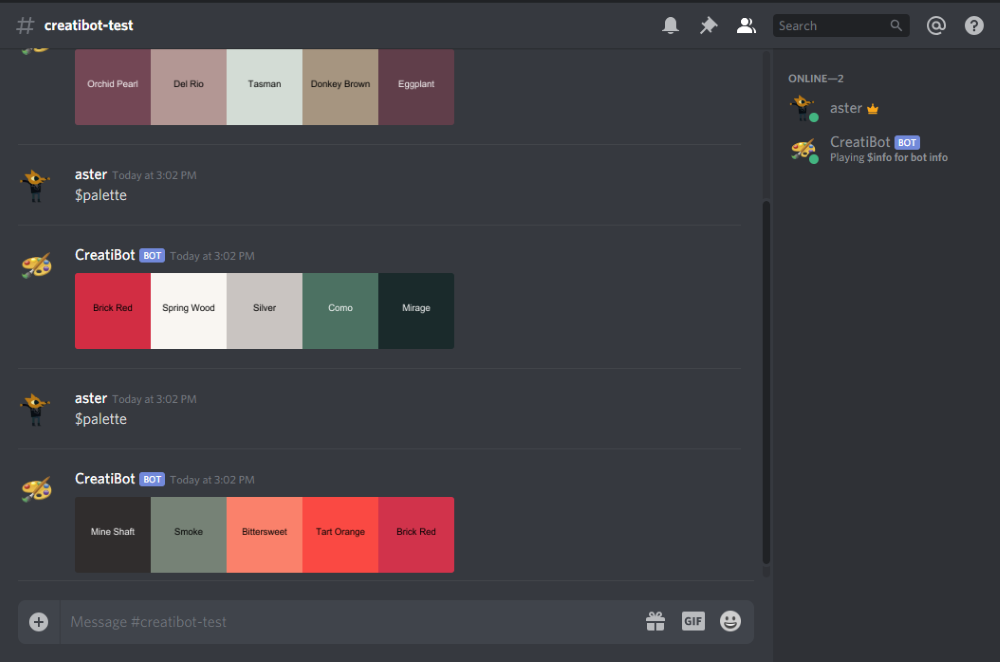 # creatibot-test
Search
Orchid Pearl Del Rio Tasman Donkey Brown Eggplant
aster Today at 3:02 PM
$palette
CreatiBot BOT Today at 3:02 PM
Brick Red Spring Wood Silver Como Mirage
aster Today at 3:02 PM
$palette
CreatiBot BOT Today at 3:02 PM
Mine Shaft Smoke Bittersweet Tart Orange Brick Red
Message #creatibot-test
GIF
ONLINE—2
aster
CreatiBot BOT
Playing $info for bot info